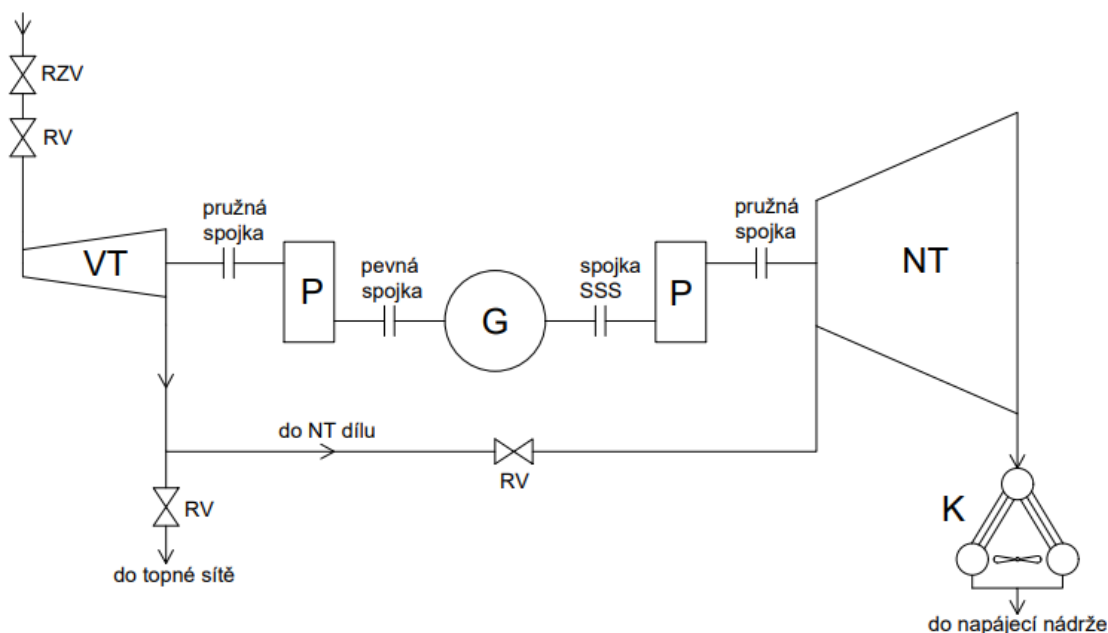 RZV
RV
pružná
spojka
VT
P
pevná
spojka
G
spojka
SSS
P
pružná
spojka
NT
do NT dílu
RV
RV
do topné sítě
K
do napájecí nádrže